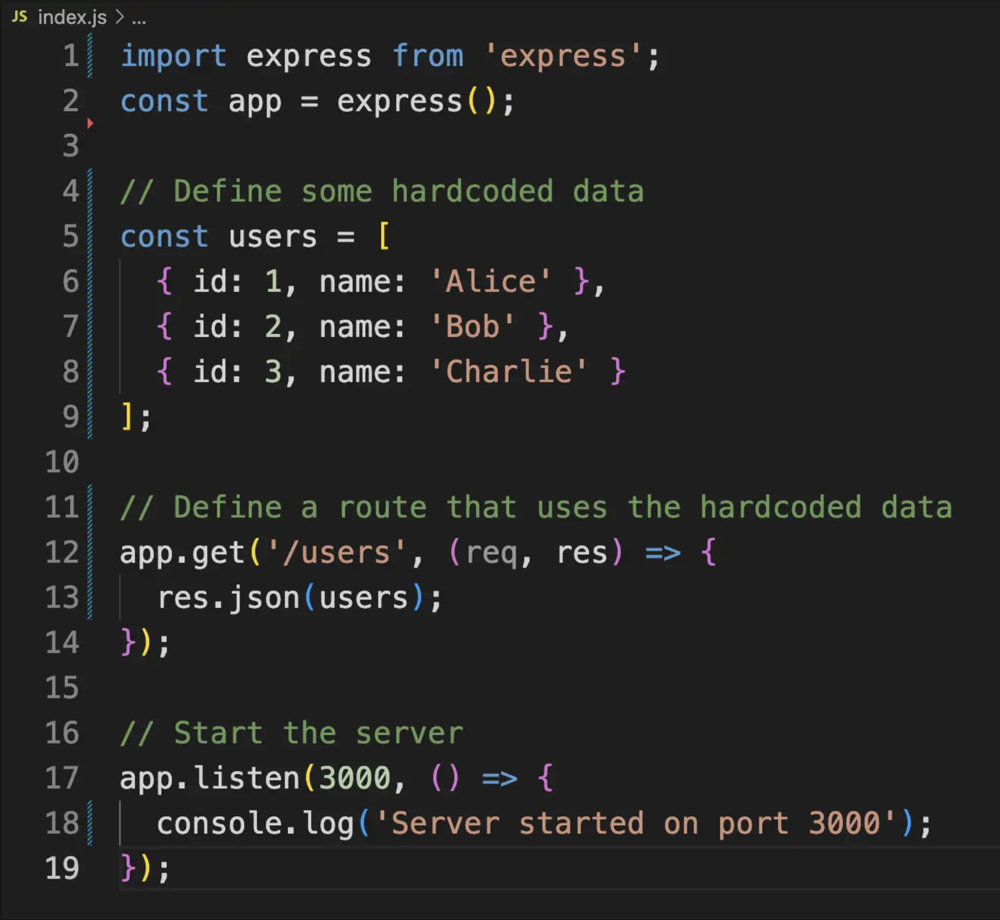 JS index.js > ...
1 import express from 'express';
2 const app = express();
3
4 // Define some hardcoded data
5 const users = [
6   { id: 1, name: 'Alice' },
7   { id: 2, name: 'Bob' },
8   { id: 3, name: 'Charlie' }
9 ];
10
11 // Define a route that uses the hardcoded data
12 app.get('/users', (req, res) => {
13   res.json(users);
14 });
15
16 // Start the server
17 app.listen(3000, () => {
18   console.log('Server started on port 3000');
19 });